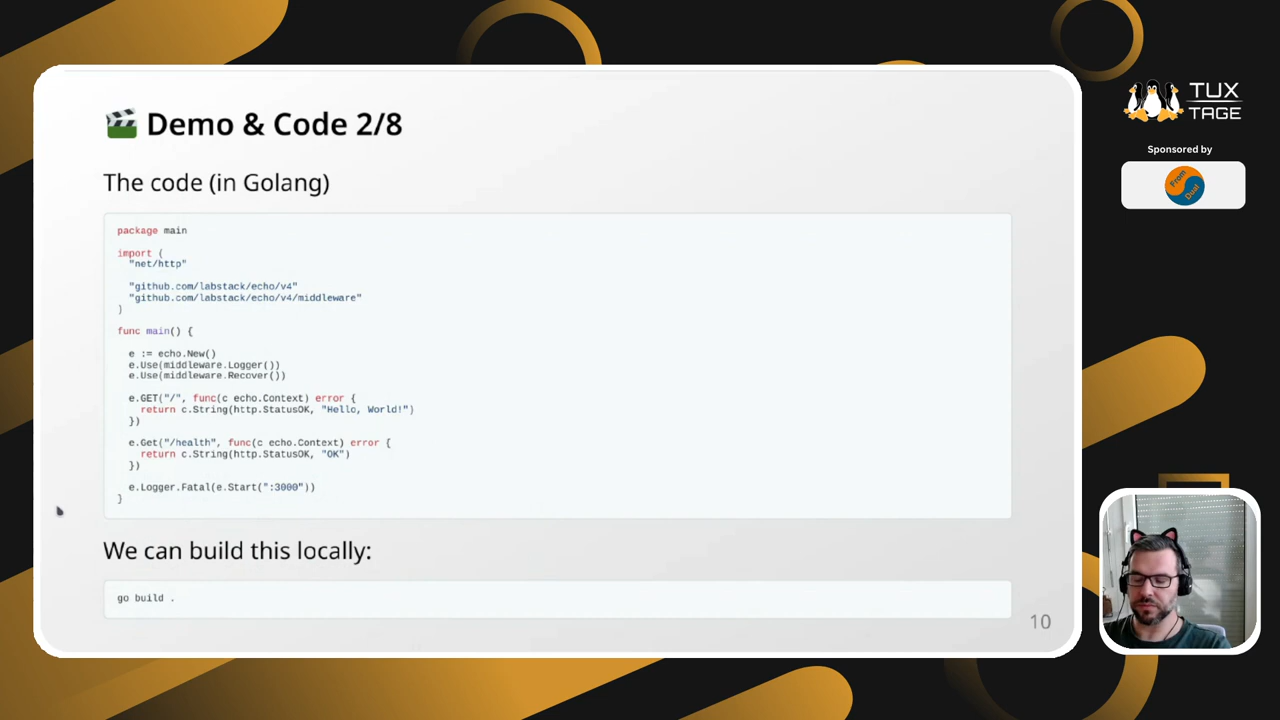 Demo & Code 2/8
The code (in Golang)
package main
import (
"net/http"
"github.com/labstack/echo/v4"
"github.com/labstack/echo/v4/middleware"
)
func main() {
e := echo.New()
e.Use(middleware.Logger())
e.Use(middleware.Recover())
e.GET("/", func(c echo.Context) error {
return c.String(http.StatusOK, "Hello, World!")
})
e.Get("/health", func(c echo.Context) error {
return c.String(http.StatusOK, "OK")
})
e.Logger.Fatal(e.Start(":3000"))
}
We can build this locally:
go build .
10
TUX
TAGE
Sponsored by
From
Dual